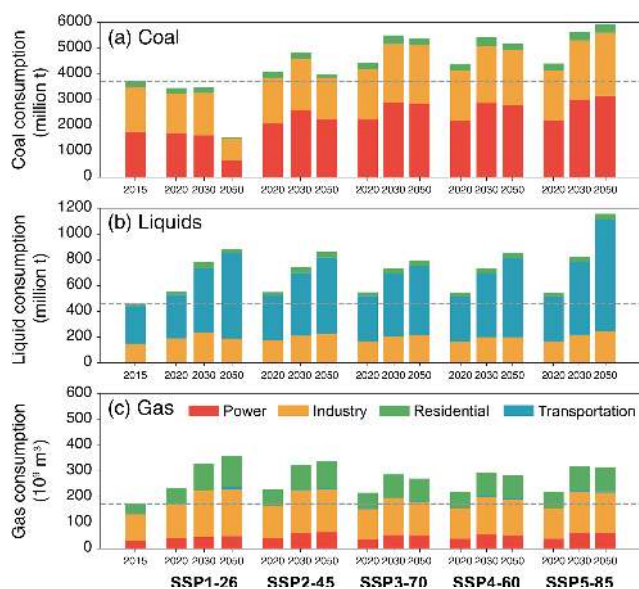 6000
(a) Coal
5000
4000
3000
2000
1000
0
Coal consumption
(million t)
2015 2020 2030 2050 2020 2030 2050 2020 2030 2050 2020 2030 2050 2020 2030 2050
1200
(b) Liquids
1000
800
600
400
200
0
Liquid consumption
(million t)
2015 2020 2030 2050 2020 2030 2050 2020 2030 2050 2020 2030 2050 2020 2030 2050
600
(c) Gas
Power Industry Residential Transportation
500
400
300
200
100
0
Gas consumption
(10⁹ m³)
2015 2020 2030 2050 2020 2030 2050 2020 2030 2050 2020 2030 2050 2020 2030 2050
SSP1-26 SSP2-45 SSP3-70 SSP4-60 SSP5-85